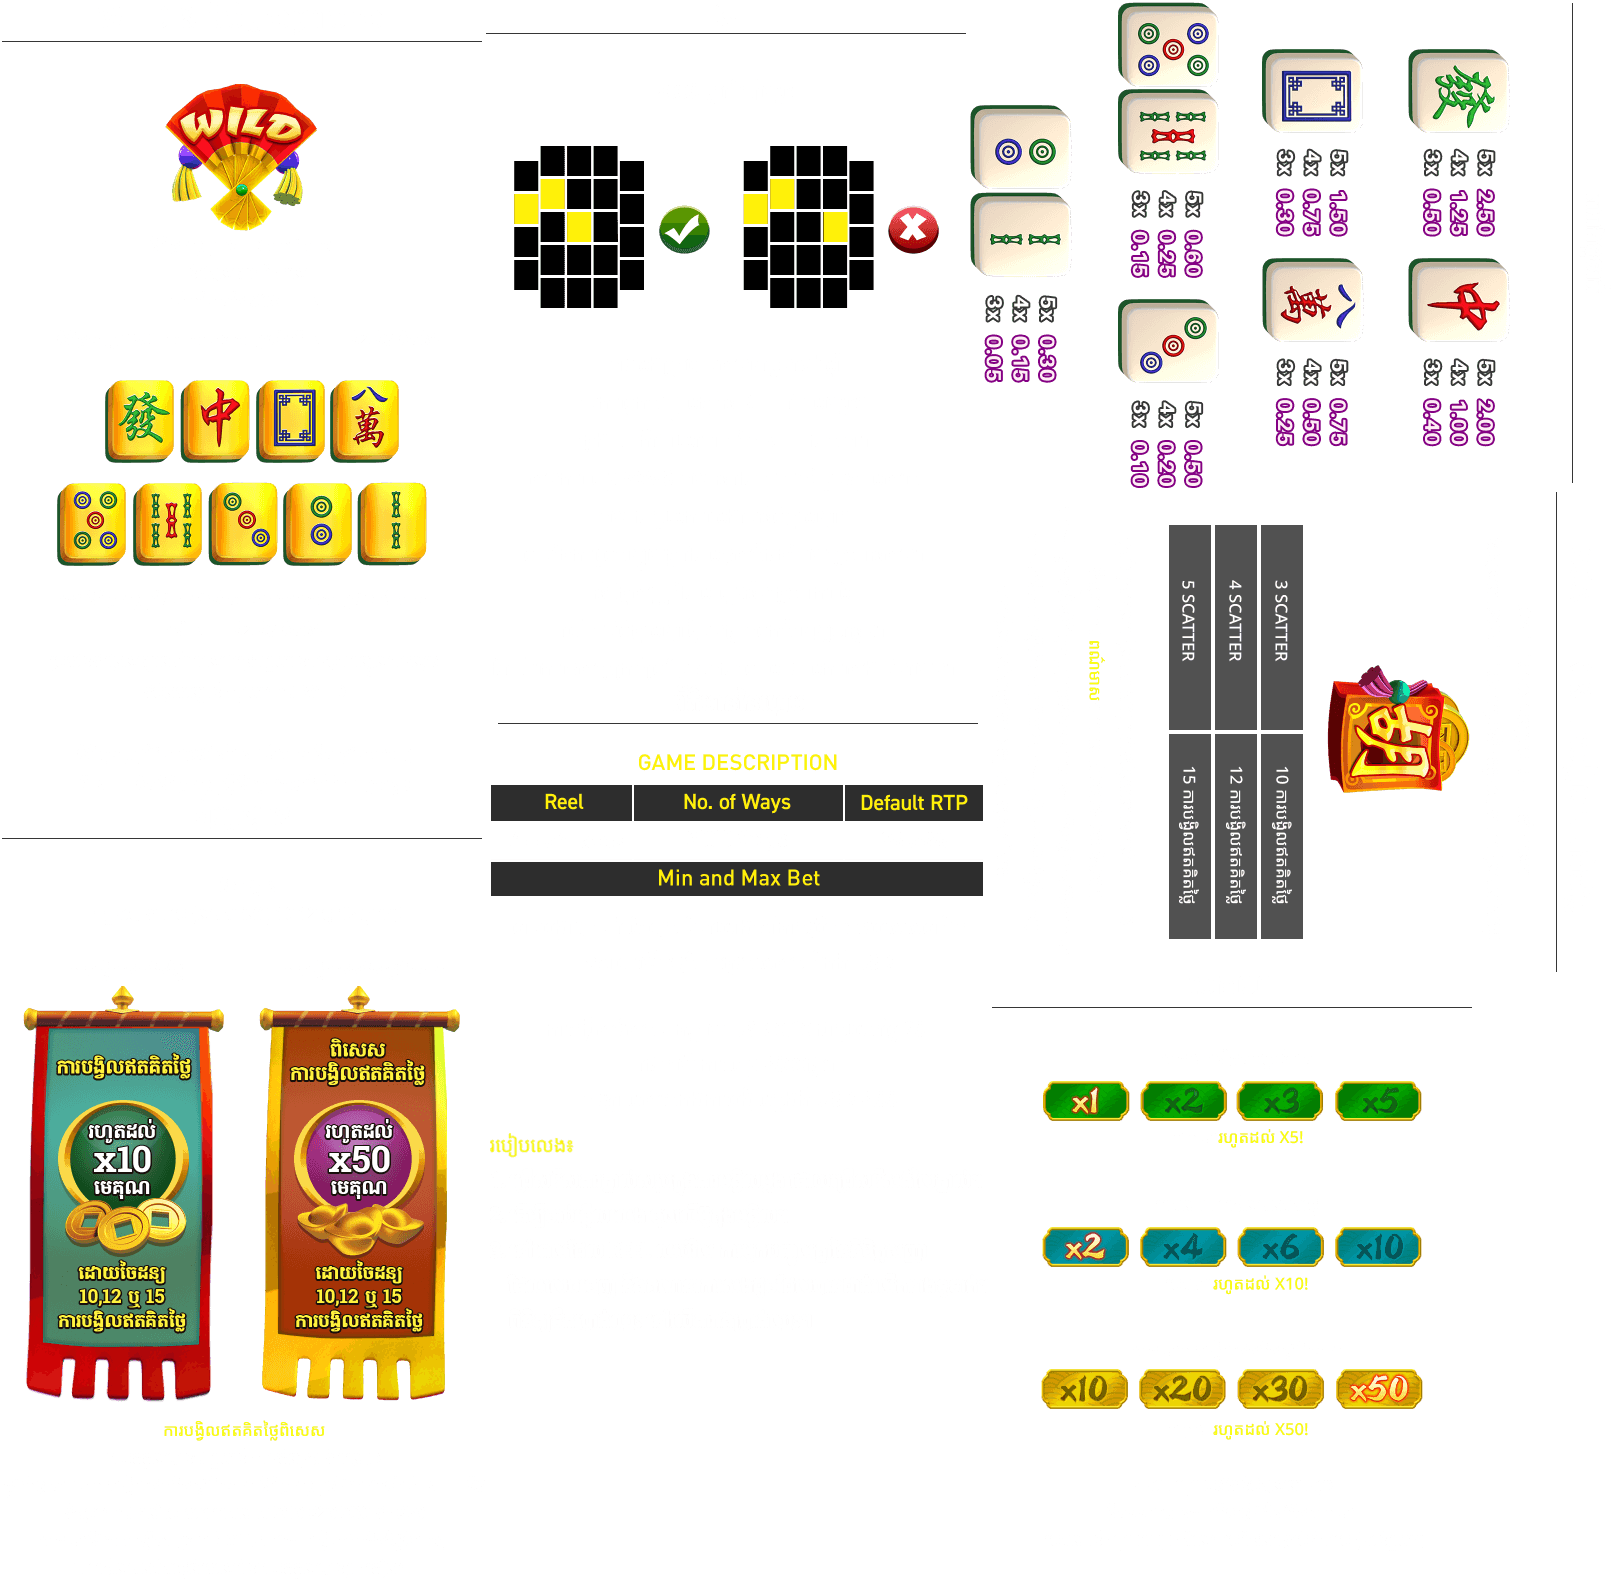 WILD
發
中
八
萬
5x 0.30
4x 0.15
3x 0.05
5x 0.60
4x 0.25
3x 0.15
5x 0.50
4x 0.20
3x 0.10
5x 1.50
4x 0.75
3x 0.30
八
萬
5x 0.75
4x 0.50
3x 0.25
發
5x 2.50
4x 1.25
3x 0.50
中
5x 2.00
4x 1.00
3x 0.40
3 SCATTER 10 ការបង្វិលឥតគិតថ្លៃ
4 SCATTER 12 ការបង្វិលឥតគិតថ្លៃ
5 SCATTER 15 ការបង្វិលឥតគិតថ្លៃ
GAME DESCRIPTION
Reel No. of Ways Default RTP
Min and Max Bet
ការបង្វិលឥតគិតថ្លៃ
រហូតដល់
x10
មេគុណ
ដោយចៃដន្យ
10,12 ឬ 15
ការបង្វិលឥតគិតថ្លៃ
ពិសេស
ការបង្វិលឥតគិតថ្លៃ
រហូតដល់
x50
មេគុណ
ដោយចៃដន្យ
10,12 ឬ 15
ការបង្វិលឥតគិតថ្លៃ
ការបង្វិលឥតគិតថ្លៃពិសេស
របៀបលេង៖
x1 x2 x3 x5
រហូតដល់ X5!
x2 x4 x6 x10
រហូតដល់ X10!
x10 x20 x30 x50
រហូតដល់ X50!